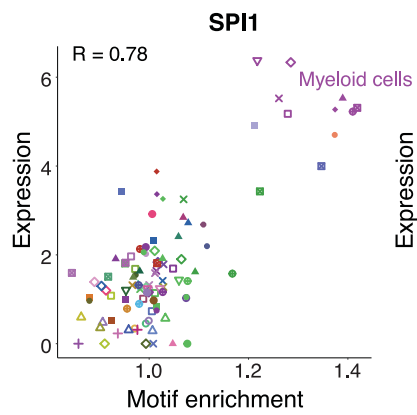 SPI1
R = 0.78
Myeloid cells
Expression
Expression
6
4
2
0
1.0
1.2
1.4
Motif enrichment